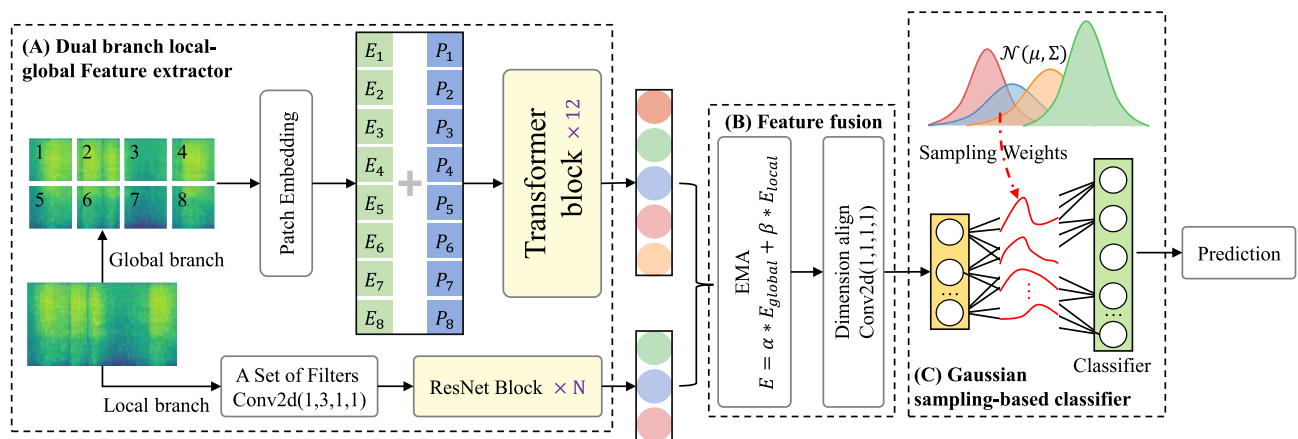 (A) Dual branch local-
global Feature extractor
1 2 3 4
5 6 7 8
Global branch
Local branch
Patch Embedding
E₁
E₂
E₃
E₄
E₅
E₆
E₇
E₈
+
P₁
P₂
P₃
P₄
P₅
P₆
P₇
P₈
Transformer
block × 12
A Set of Filters
Conv2d(1,3,1,1)
ResNet Block × N
(B) Feature fusion
EMA
E = α * E_global + β * E_local
Dimension align
Conv2d(1,1,1,1)
𝒩(μ, Σ)
Sampling Weights
...
⋮
...
Classifier
(C) Gaussian
sampling-based classifier
Prediction